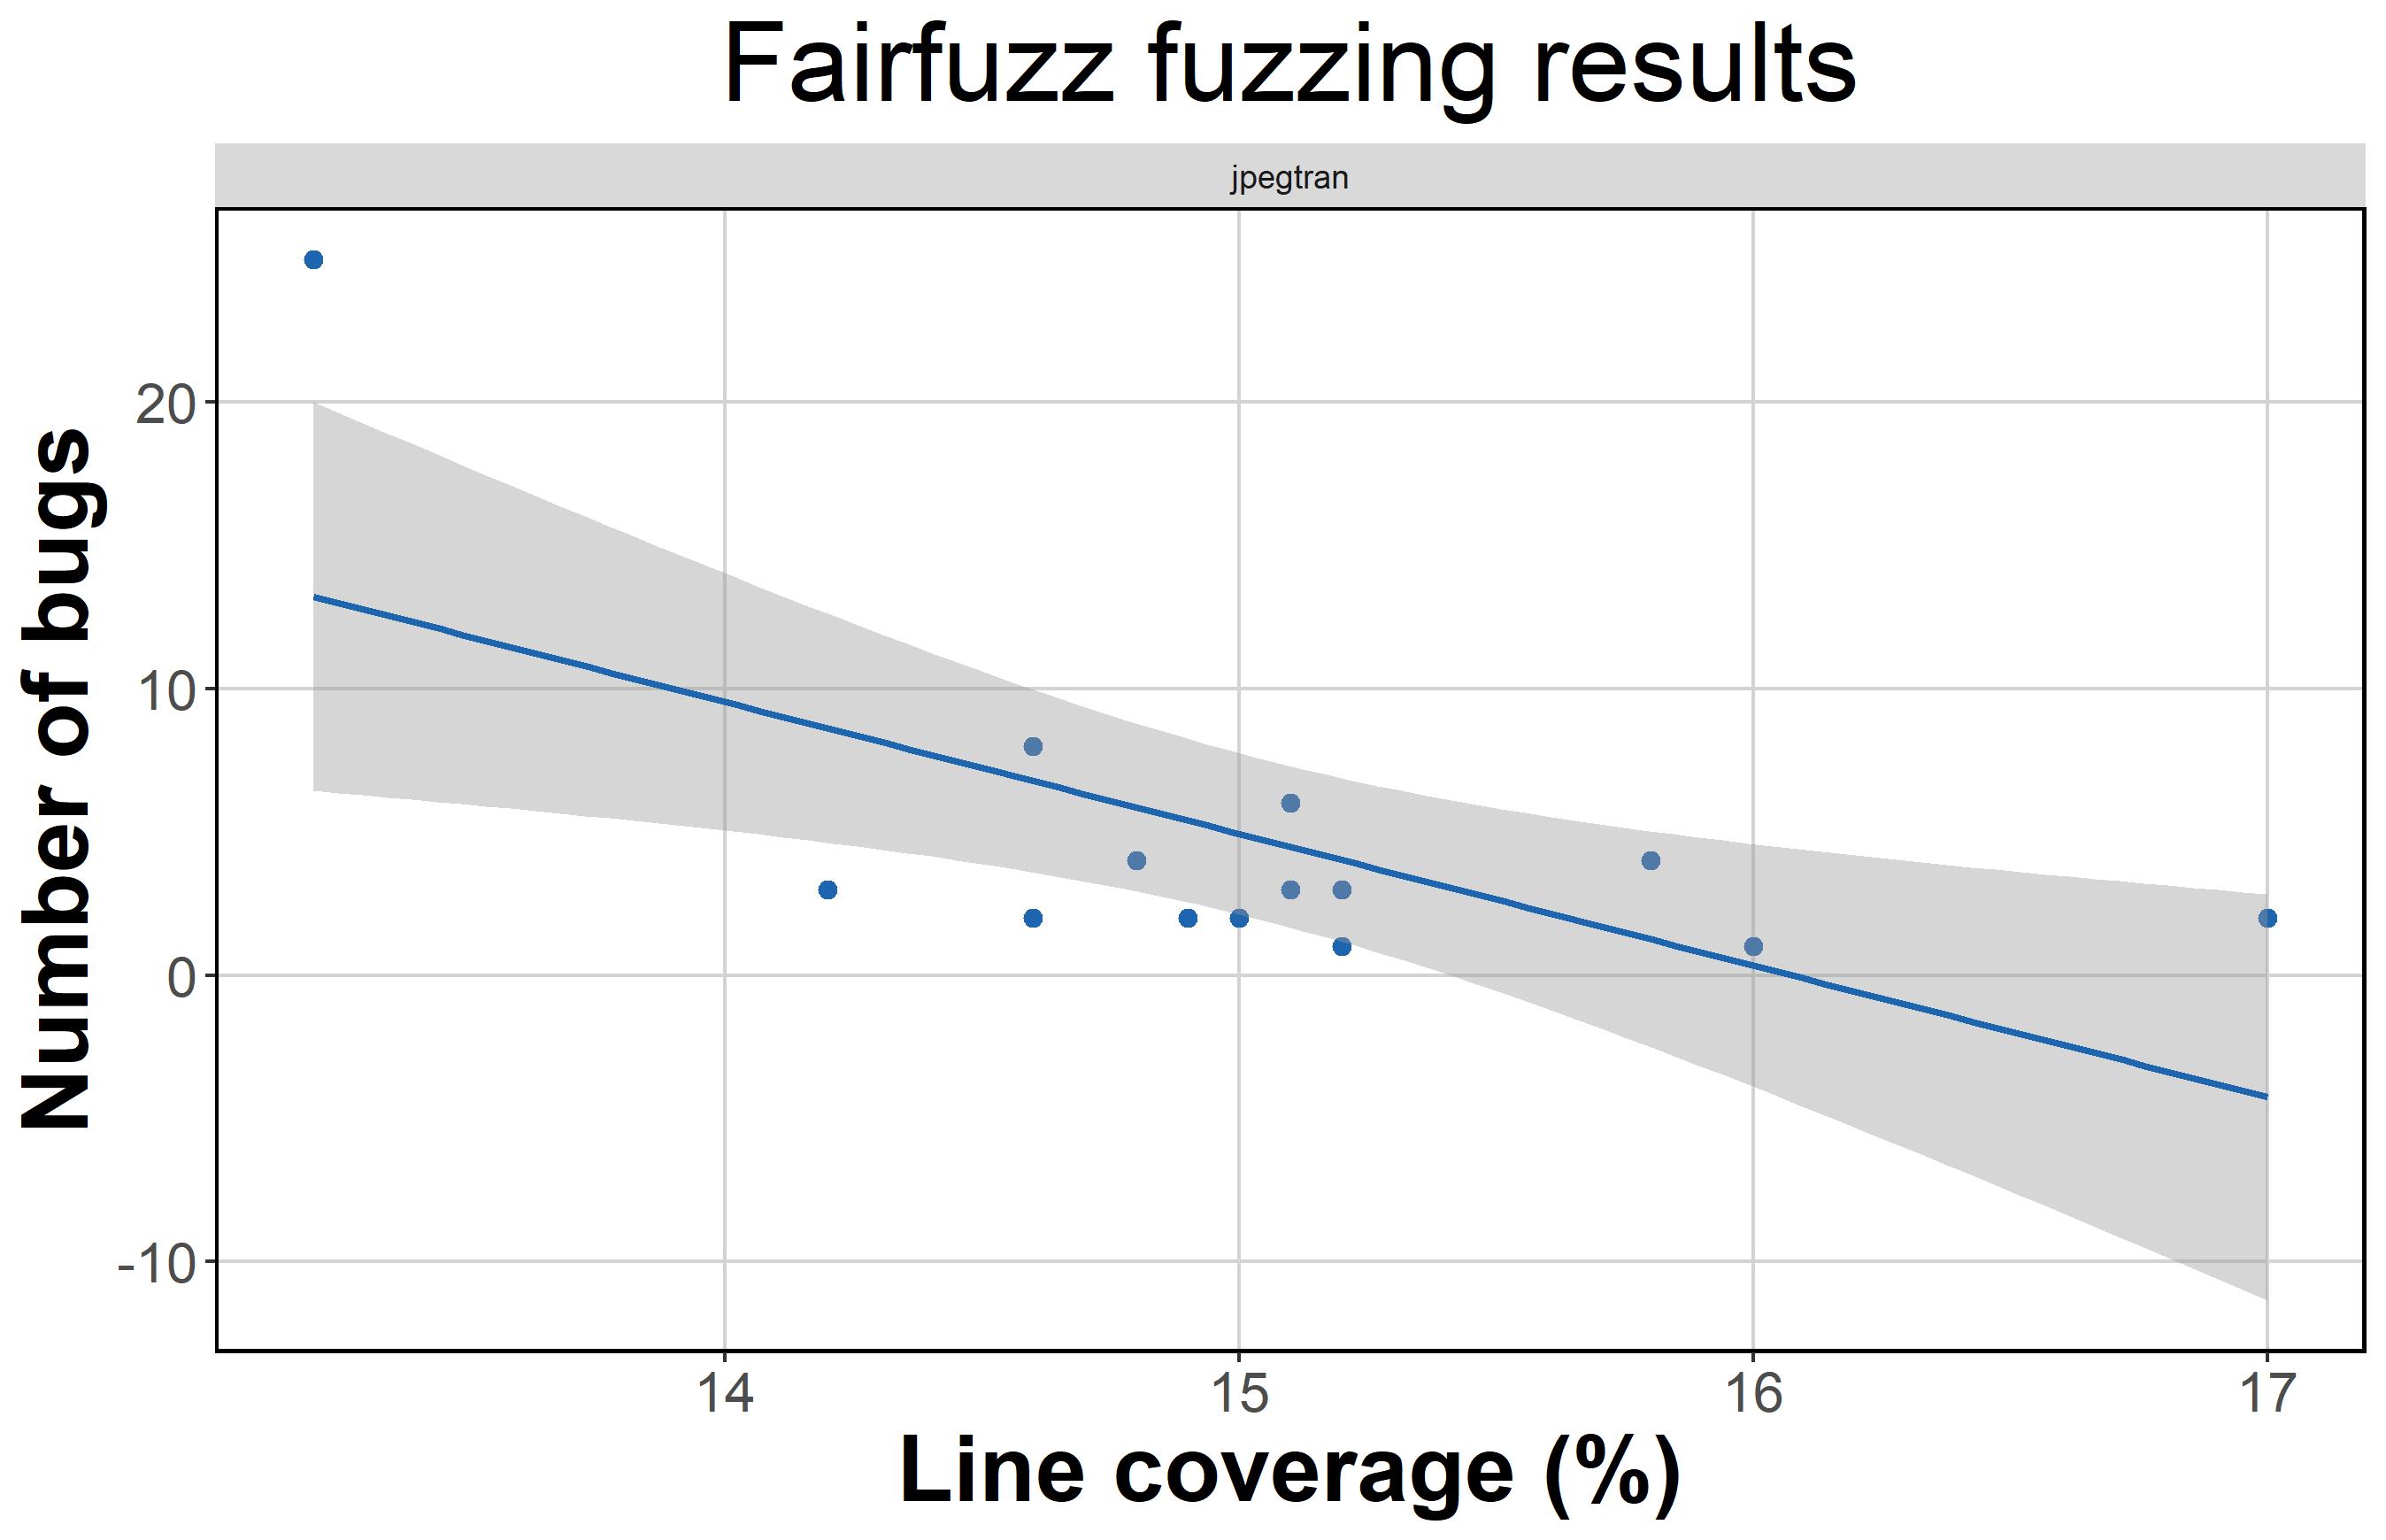 Fairfuzz fuzzing results
jpegtran
Number of bugs
20
10
0
-10
14
15
16
17
Line coverage (%)